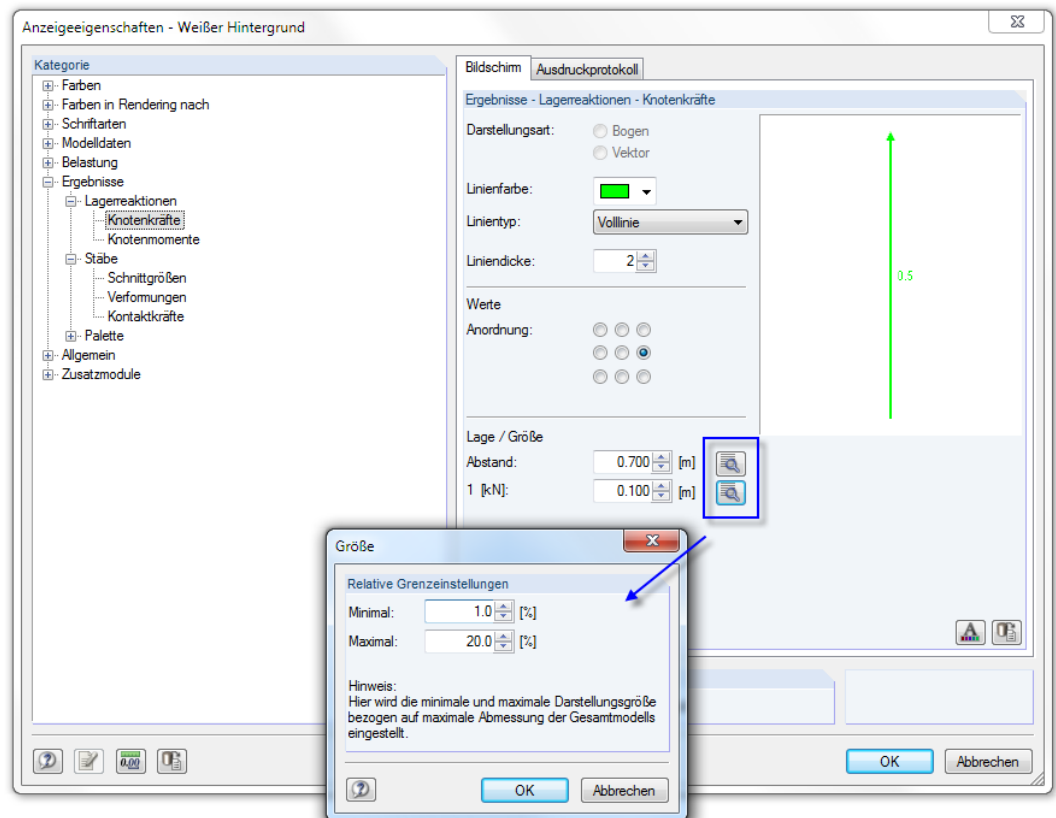 Anzeigeeigenschaften - Weißer Hintergrund
Kategorie
Farben
Farben in Rendering nach
Schriftarten
Modelldaten
Belastung
Ergebnisse
Lagerreaktionen
Knotenkräfte
Knotenmomente
Stäbe
Schnittgrößen
Verformungen
Kontaktkräfte
Palette
Allgemein
Zusatzmodule
Bildschirm Ausdruckprotokoll
Ergebnisse - Lagerreaktionen - Knotenkräfte
Darstellungsart: Bogen
Vektor
Linienfarbe:
Linientyp: Volllinie
Liniendicke: 2
0.5
Werte
Anordnung:
Lage / Größe
Abstand: 0.700 [m]
1 [kN]: 0.100 [m]
Größe
Relative Grenzeinstellungen
Minimal: 1.0 [%]
Maximal: 20.0 [%]
Hinweis:
Hier wird die minimale und maximale Darstellungsgröße
bezogen auf maximale Abmessung der Gesamtmodells
eingestellt.
OK Abbrechen
0.00
OK Abbrechen